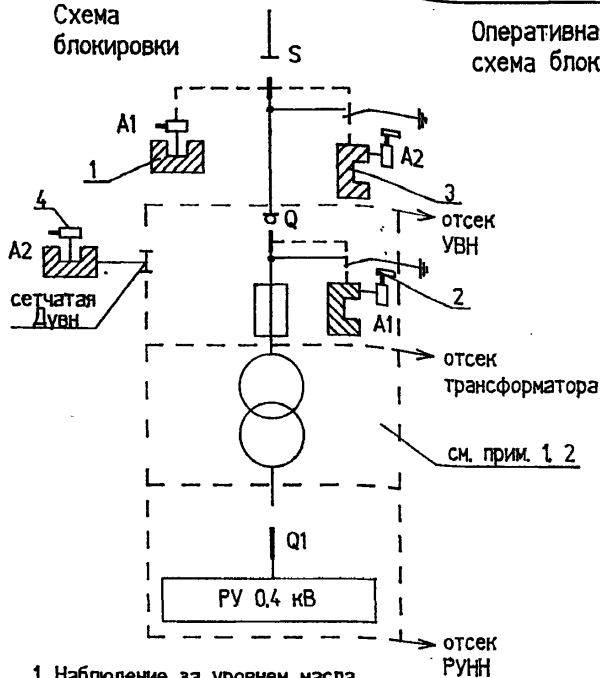 Схема
блокировки
Оперативна
схема блок
S
A1
A2
1
3
4
Q
отсек
УВН
A2
сетчатая
Дувн
2
A1
отсек
трансформатора
см. прим. 1, 2
Q1
РУ 0.4 кВ
отсек
РУНН
1 Наблюдение за уровнем масла